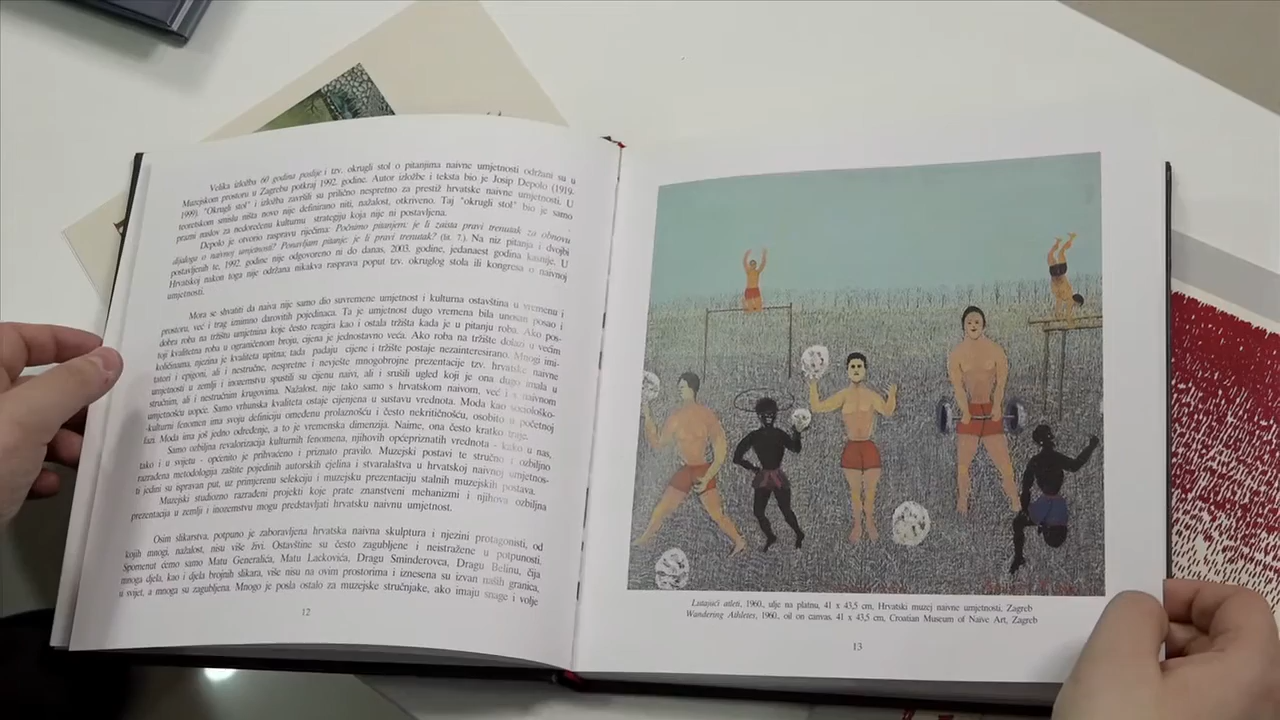 Velika izložba 60 godina poslije i tzv. okrugli stol o pitanjima naivne umjetnosti održani su u
Muzejskom prostoru u Zagrebu potkraj 1992. godine. Autor izložbe i teksta bio je Josip Depolo (1919-
1999). "Okrugli stol" i izložba završili su prilično nespretno za prestiž hrvatske naivne umjetnosti. U
teoretskom smislu ništa novo nije definirano niti, nažalost, otkriveno. Taj "okrugli stol" bio je samo
prazni naslov za nedorečenu kulturnu strategiju koja nije ni postavljena.
Depolo je otvorio raspravu riječima: Počnimo pitanjem: je li zaista pravi trenutak za obnovu
dijaloga o naivnoj umjetnosti? Ponavljam pitanje: je li pravi trenutak? (ta. 7.) Na niz pitanja i dvojbi
postavljenih te, 1992. godine nije odgovoreno ni do danas, 2003. godine, jedanaest godina kasnije. U
Hrvatskoj nakon toga nije održana nikakva rasprava poput tzv. okruglog stola ili kongresa o naivnoj
umjetnosti.
Mora se shvatiti da naiva nije samo dio suvremene umjetnost i kulturna ostavština u vremenu i
prostoru, već i trag iznimno darovitih pojedinaca. Ta je umjetnost dugo vremena bila unosan posao i
dobra roba na tržištu umjetnina koje često reagira kao i ostala tržišta kada je u pitanju roba. Ako pos-
toji kvalitetna roba u ograničenom broju, cijena je jednostavno veća. Ako roba na tržište dolazi u većim
količinama, njezina je kvaliteta upitna; tada padaju cijene i tržište postaje nezainteresirano. Mnogi imi-
tatori i epigoni, ali i nestručne, nespretne i nevješte mnogobrojne prezentacije tzv. hrvatske naivne
umjetnosti u zemlji i inozemstvu spustili su cijenu naivi, ali i srušili ugled koji je ona dugo imala u
stručnim, ali i nestručnim krugovima. Nažalost, nije tako samo s hrvatskom naivom, već i s naivnom
umjetnošću uopće. Samo vrhunska kvaliteta ostaje cijenjena u sustavu vrednota. Moda kao sociološko-
-kulturni fenomen ima svoju definiciju omeđenu prolaznošću i često nekritičnošću, osobito u početnoj
fazi. Moda ima još jedno određenje, a to je vremenska dimenzija. Naime, ona često kratko traje.
Samo ozbiljna revalorizacija kulturnih fenomena, njihovih općepriznatih vrednota - kako u nas,
tako i u svijetu - općenito je prihvaćeno i priznato pravilo. Muzejski postavi te stručno i ozbiljno
razrađena metodologija zaštite pojedinih autorskih cjelina i stvaralaštva u hrvatskoj naivnoj umjetnos-
ti jedini su ispravan put, uz primjerenu selekciju i muzejsku prezentaciju stalnih muzejskih postava.
Muzejski studiozno razrađeni projekti koje prate znanstveni mehanizmi i njihova ozbiljna
prezentacija u zemlji i inozemstvu mogu predstavljati hrvatsku naivnu umjetnost.
Osim slikarstva, potpuno je zaboravljena hrvatska naivna skulptura i njezini protagonisti, od
kojih mnogi, nažalost, nisu više živi. Ostavštine su često zagubljene i neistražene u potpunosti.
Spomenut ćemo samo Matu Generalića, Matu Lackovića, Dragu Sminderovca, Dragu Belinu, čija
mnoga djela, kao i djela brojnih slikara, više nisu na ovim prostorima i iznesena su izvan naših granica,
u svijet, a mnoga su zagubljena. Mnogo je posla ostalo za muzejske stručnjake, ako imaju snage i volje
12
Lutajući atleti, 1960., ulje na platnu, 41 x 43,5 cm, Hrvatski muzej naivne umjetnosti, Zagreb
Wandering Athletes, 1960., oil on canvas, 41 x 43,5 cm, Croatian Museum of Naïve Art, Zagreb
13